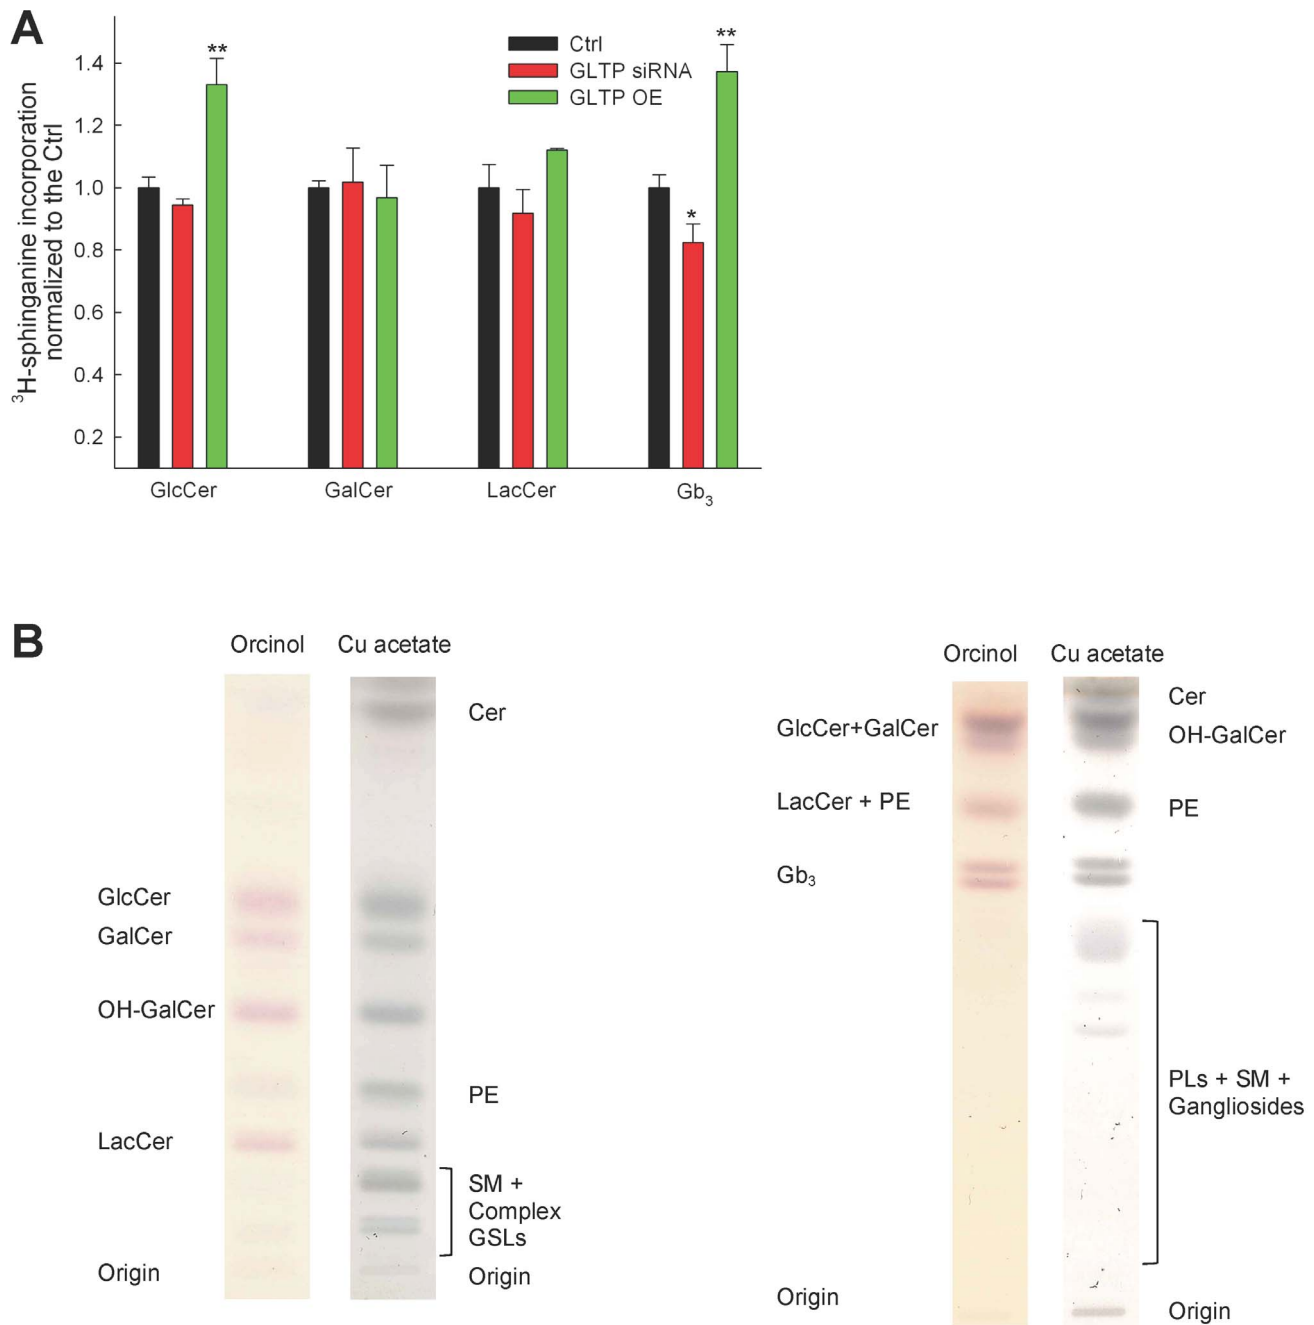 A
³H-sphinganine incorporation
normalized to the Ctrl
1.4
1.2
1.0
0.8
0.6
0.4
0.2
**
*
**
Ctrl
GLTP siRNA
GLTP OE
GlcCer
GalCer
LacCer
Gb₃
B
Orcinol
Cu acetate
Cer
GlcCer
GalCer
OH-GalCer
PE
LacCer
SM +
Complex
GSLs
Origin
Origin
Orcinol
Cu acetate
Cer
GlcCer+GalCer
OH-GalCer
LacCer + PE
PE
Gb₃
PLs + SM +
Gangliosides
Origin
Origin